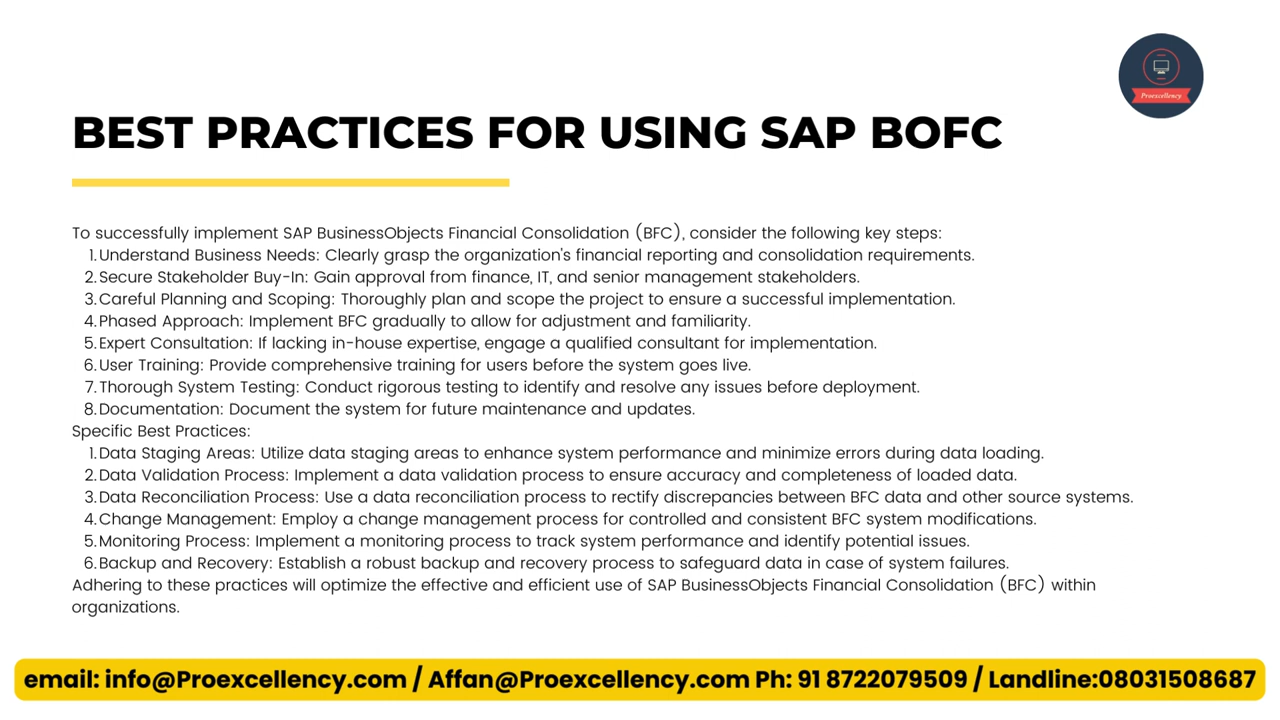 Proexcellency
BEST PRACTICES FOR USING SAP BOFC
To successfully implement SAP BusinessObjects Financial Consolidation (BFC), consider the following key steps:
1. Understand Business Needs: Clearly grasp the organization's financial reporting and consolidation requirements.
2. Secure Stakeholder Buy-In: Gain approval from finance, IT, and senior management stakeholders.
3. Careful Planning and Scoping: Thoroughly plan and scope the project to ensure a successful implementation.
4. Phased Approach: Implement BFC gradually to allow for adjustment and familiarity.
5. Expert Consultation: If lacking in-house expertise, engage a qualified consultant for implementation.
6. User Training: Provide comprehensive training for users before the system goes live.
7. Thorough System Testing: Conduct rigorous testing to identify and resolve any issues before deployment.
8. Documentation: Document the system for future maintenance and updates.
Specific Best Practices:
1. Data Staging Areas: Utilize data staging areas to enhance system performance and minimize errors during data loading.
2. Data Validation Process: Implement a data validation process to ensure accuracy and completeness of loaded data.
3. Data Reconciliation Process: Use a data reconciliation process to rectify discrepancies between BFC data and other source systems.
4. Change Management: Employ a change management process for controlled and consistent BFC system modifications.
5. Monitoring Process: Implement a monitoring process to track system performance and identify potential issues.
6. Backup and Recovery: Establish a robust backup and recovery process to safeguard data in case of system failures.
Adhering to these practices will optimize the effective and efficient use of SAP BusinessObjects Financial Consolidation (BFC) within
organizations.
email: info@Proexcellency.com / Affan@Proexcellency.com Ph: 91 8722079509 / Landline:08031508687